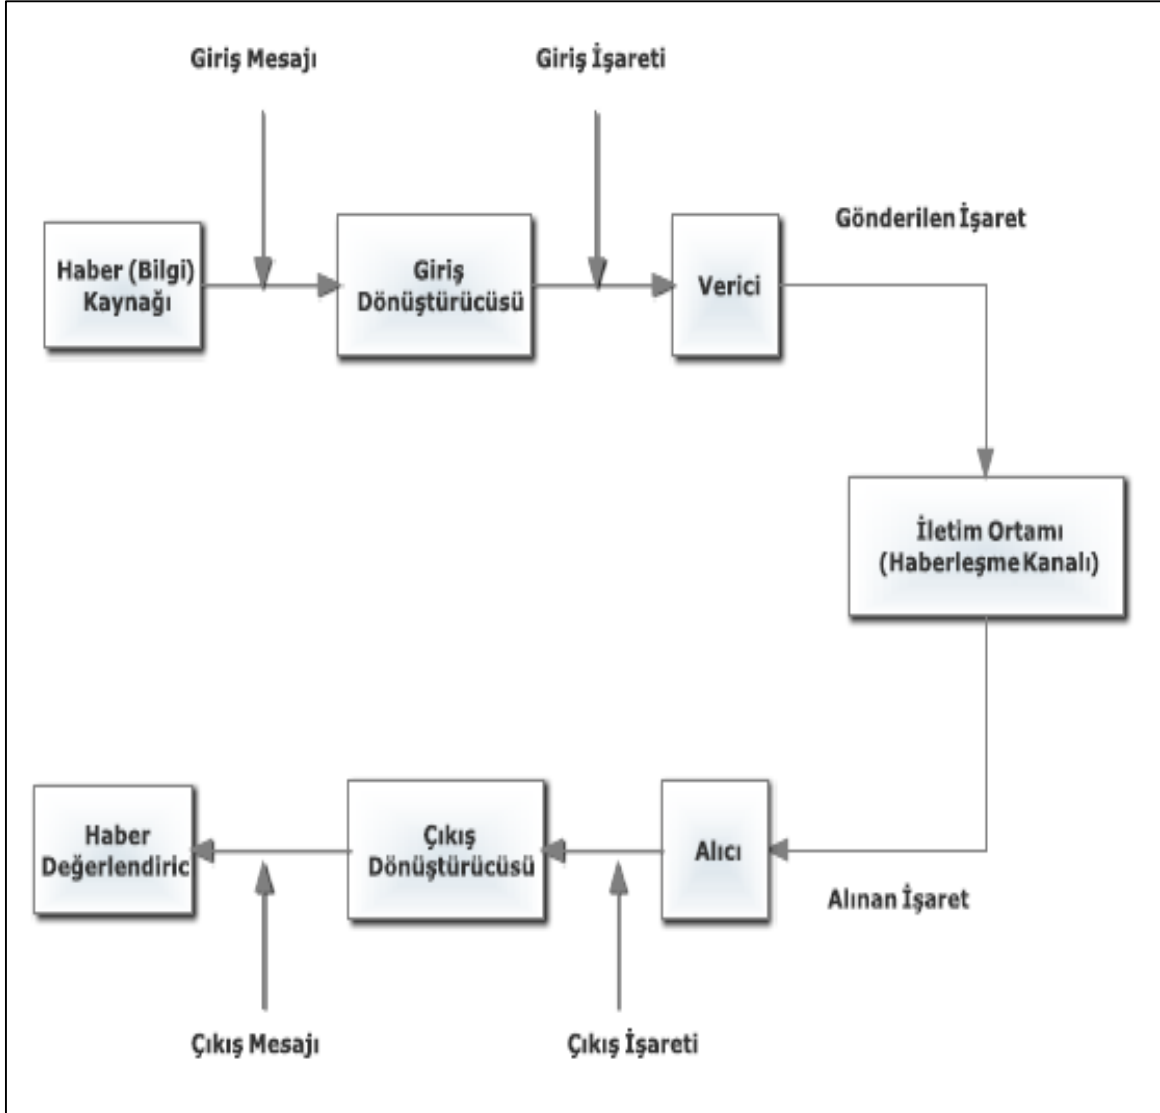 Giriş Mesajı
Giriş İşareti
Gönderilen İşaret
Haber (Bilgi)
Kaynağı
Giriş
Dönüştürücüsü
Verici
İletim Ortamı
(Haberleşme Kanalı)
Haber
Değerlendiric
Çıkış
Dönüştürücüsü
Alıcı
Alınan İşaret
Çıkış Mesajı
Çıkış İşareti